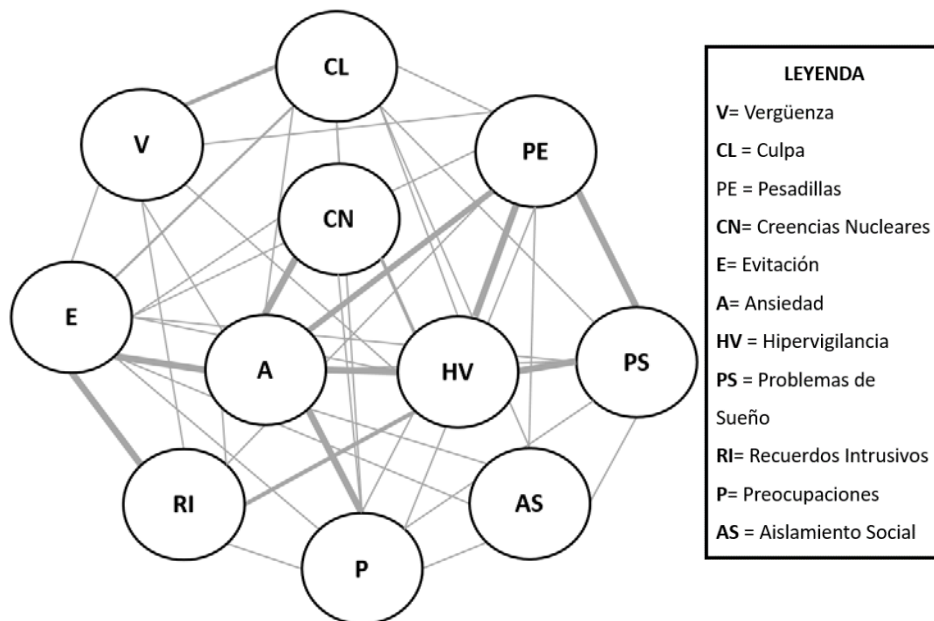 CL
V
PE
CN
E
A
HV
PS
RI
AS
P
LEYENDA
V= Vergüenza
CL = Culpa
PE = Pesadillas
CN= Creencias Nucleares
E= Evitación
A= Ansiedad
HV = Hipervigilancia
PS = Problemas de
Sueño
RI= Recuerdos Intrusivos
P= Preocupaciones
AS = Aislamiento Social